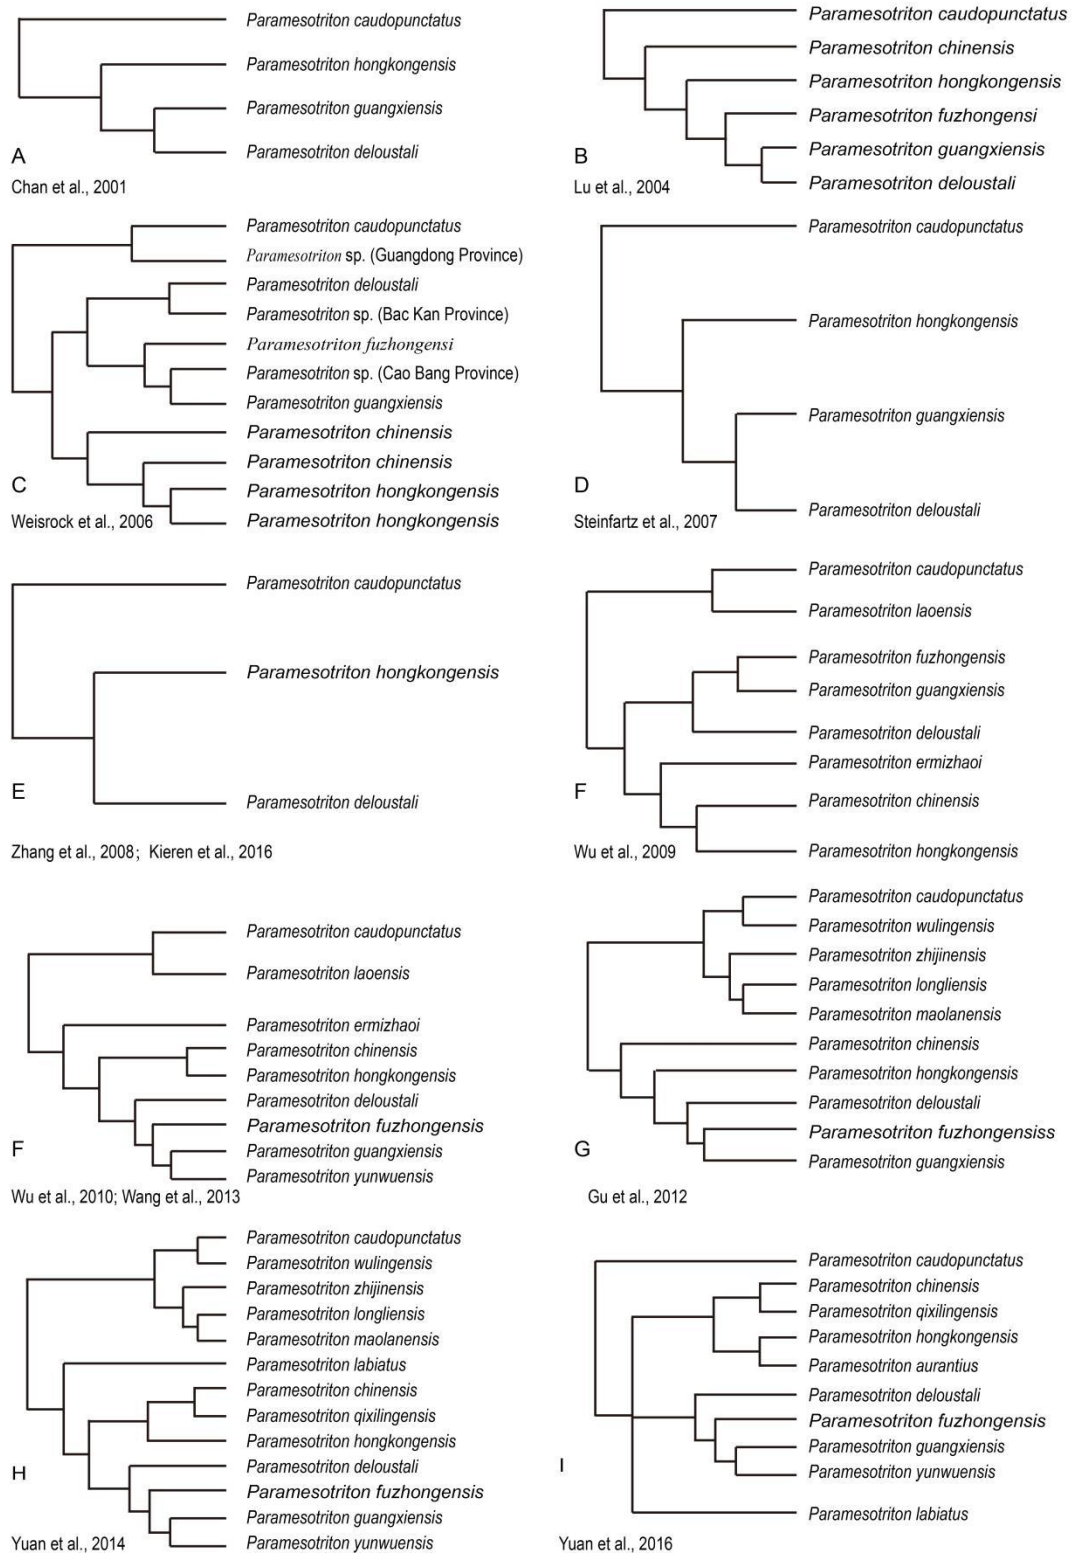 Paramesotriton caudopunctatus
Paramesotriton hongkongensis
Paramesotriton guangxiensis
Paramesotriton deloustali
A
Chan et al., 2001
Paramesotriton caudopunctatus
Paramesotriton chinensis
Paramesotriton hongkongensis
Paramesotriton fuzhongensi
Paramesotriton guangxiensis
Paramesotriton deloustali
B
Lu et al., 2004
Paramesotriton caudopunctatus
Paramesotriton sp. (Guangdong Province)
Paramesotriton deloustali
Paramesotriton sp. (Bac Kan Province)
Paramesotriton fuzhongensi
Paramesotriton sp. (Cao Bang Province)
Paramesotriton guangxiensis
Paramesotriton chinensis
Paramesotriton chinensis
Paramesotriton hongkongensis
Paramesotriton hongkongensis
C
Weisrock et al., 2006
Paramesotriton caudopunctatus
Paramesotriton hongkongensis
Paramesotriton guangxiensis
Paramesotriton deloustali
D
Steinfartz et al., 2007
Paramesotriton caudopunctatus
Paramesotriton hongkongensis
Paramesotriton deloustali
E
Zhang et al., 2008; Kieren et al., 2016
Paramesotriton caudopunctatus
Paramesotriton laoensis
Paramesotriton fuzhongensis
Paramesotriton guangxiensis
Paramesotriton deloustali
Paramesotriton ermizhaoi
Paramesotriton chinensis
Paramesotriton hongkongensis
F
Wu et al., 2009
Paramesotriton caudopunctatus
Paramesotriton laoensis
Paramesotriton ermizhaoi
Paramesotriton chinensis
Paramesotriton hongkongensis
Paramesotriton deloustali
Paramesotriton fuzhongensis
Paramesotriton guangxiensis
Paramesotriton yunwuensis
F
Wu et al., 2010; Wang et al., 2013
Paramesotriton caudopunctatus
Paramesotriton wulingensis
Paramesotriton zhijinensis
Paramesotriton longliensis
Paramesotriton maolanensis
Paramesotriton chinensis
Paramesotriton hongkongensis
Paramesotriton deloustali
Paramesotriton fuzhongensiss
Paramesotriton guangxiensis
G
Gu et al., 2012
Paramesotriton caudopunctatus
Paramesotriton wulingensis
Paramesotriton zhijinensis
Paramesotriton longliensis
Paramesotriton maolanensis
Paramesotriton labiatus
Paramesotriton chinensis
Paramesotriton qixilingensis
Paramesotriton hongkongensis
Paramesotriton deloustali
Paramesotriton fuzhongensis
Paramesotriton guangxiensis
Paramesotriton yunwuensis
H
Yuan et al., 2014
Paramesotriton caudopunctatus
Paramesotriton chinensis
Paramesotriton qixilingensis
Paramesotriton hongkongensis
Paramesotriton aurantius
Paramesotriton deloustali
Paramesotriton fuzhongensis
Paramesotriton guangxiensis
Paramesotriton yunwuensis
Paramesotriton labiatus
I
Yuan et al., 2016